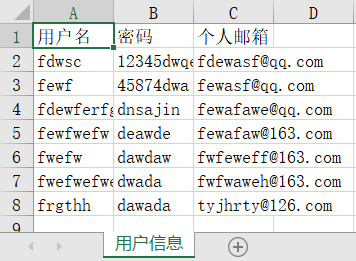 A B C D
1 用户名 密码 个人邮箱
2 fdwsc 12345dwqe fdewasf@qq.com
3 fewf 45874dwa fewasf@qq.com
4 fdewferfg dnsajin fewafawe@qq.com
5 fewfwefw deawde fewafaw@163.com
6 fwefw dawdaw fwfeweff@163.com
7 fwefwefwe dwada fwfwaweh@163.com
8 frgthh dawada tyjhrty@126.com
9
用户信息